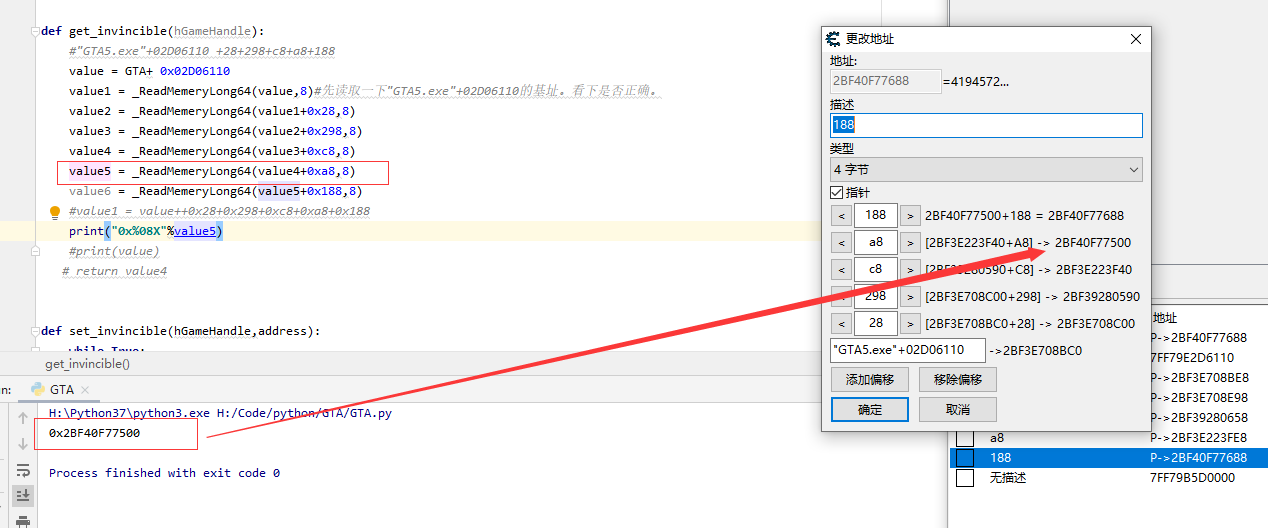 def get_invincible(hGameHandle):
#"GTA5.exe"+02D06110 +28+298+c8+a8+188
value = GTA+ 0x02D06110
value1 = _ReadMemeryLong64(value,8)#先读取一下"GTA5.exe"+02D06110的基址。看下是否正确。
value2 = _ReadMemeryLong64(value1+0x28,8)
value3 = _ReadMemeryLong64(value2+0x298,8)
value4 = _ReadMemeryLong64(value3+0xc8,8)
value5 = _ReadMemeryLong64(value4+0xa8,8)
value6 = _ReadMemeryLong64(value5+0x188,8)
#value1 = value++0x28+0x298+0xc8+0xa8+0x188
print("0x%08X"%value5)
#print(value)
# return value4
def set_invincible(hGameHandle,address):
while True:
get_invincible()
n:
GTA
H:\Python37\python3.exe H:/Code/python/GTA/GTA.py
0x2BF40F77500
Process finished with exit code 0
更改地址
地址:
2BF40F77688 =4194572...
描述
188
类型
4 字节
指针
< 188 > 2BF40F77500+188 = 2BF40F77688
< a8 > [2BF3E223F40+A8] -> 2BF40F77500
< c8 > +C8] -> 2BF3E223F40
< 298 > [2BF3E708C00+298] -> 2BF39280590
< 28 > [2BF3E708BC0+28] -> 2BF3E708C00
"GTA5.exe"+02D06110 ->2BF3E708BC0
添加偏移 移除偏移
确定 取消
地址
P->2BF40F77688
7FF79E2D6110
P->2BF3E708BE8
P->2BF3E708E98
P->2BF39280658
a8 P->2BF3E223FE8
188 P->2BF40F77688
无描述 7FF79B5D0000